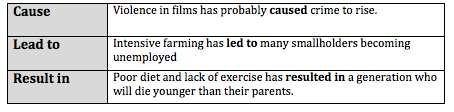 Cause Violence in films has probably caused crime to rise.
Lead to Intensive farming has led to many smallholders becoming
unemployed
Result in Poor diet and lack of exercise has resulted in a generation who
will die younger than their parents.